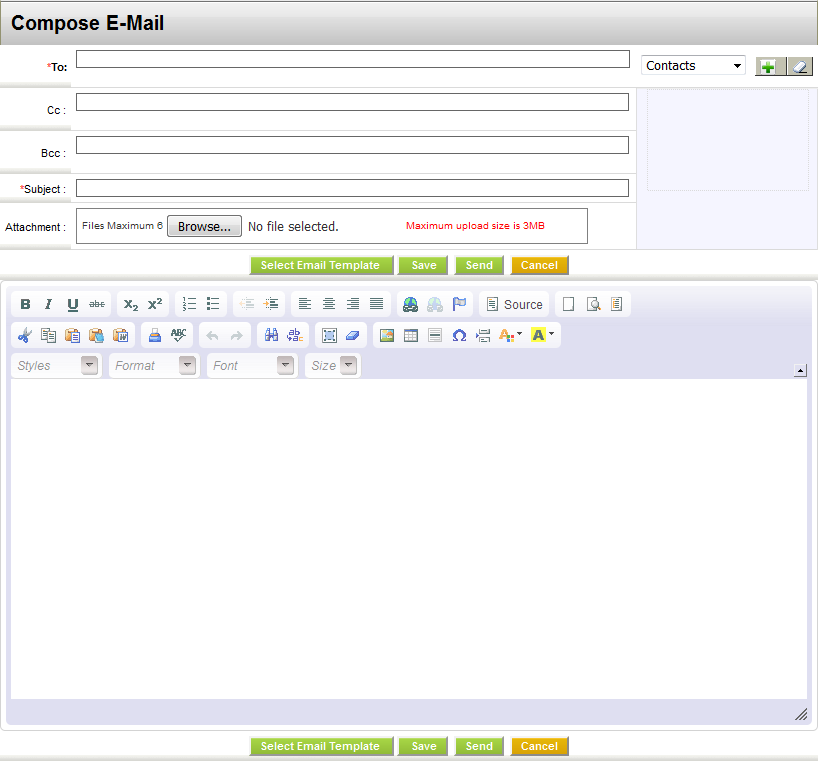 Compose E-Mail
*To:
Contacts
Cc :
Bcc :
*Subject :
Attachment : Files Maximum 6 Browse... No file selected. Maximum upload size is 3MB
Select Email Template Save Send Cancel
B I U abc X2 X2 Source
ABC
Styles Format Font Size
Select Email Template Save Send Cancel